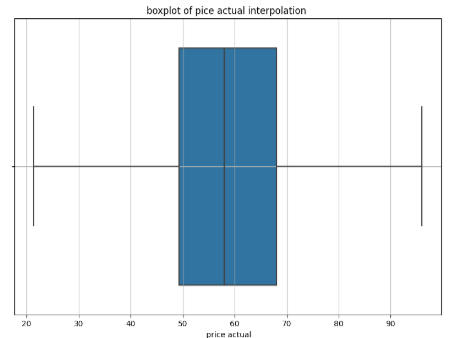 boxplot of pice actual interpolation
20 30 40 50 60 70 80 90
price actual